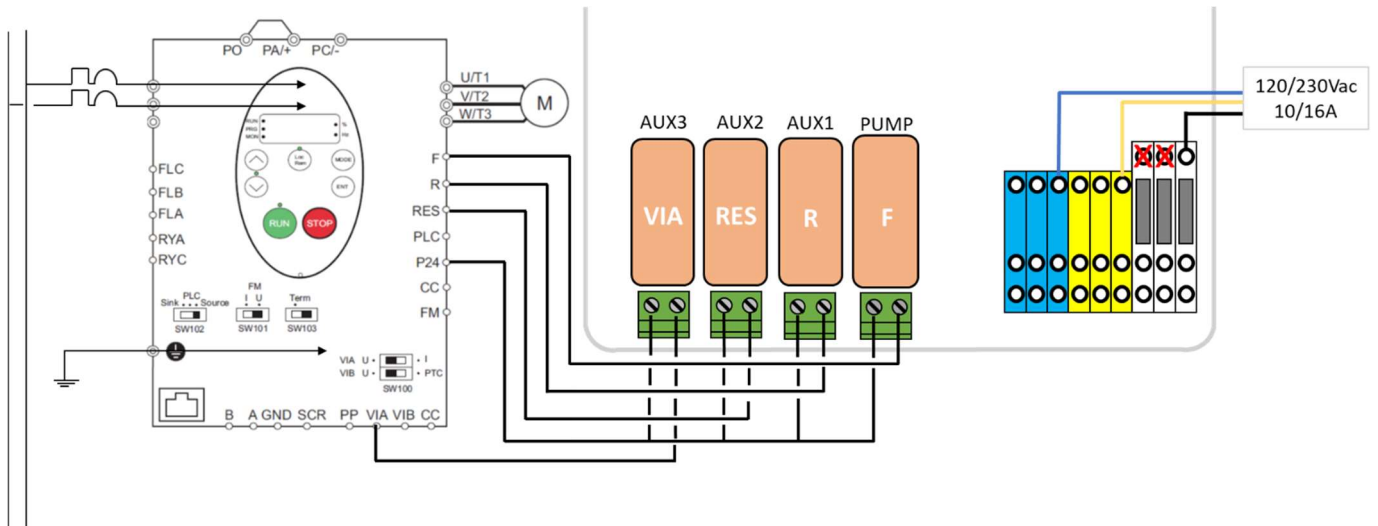 PO PA/+ PC/-
U/T1
V/T2
W/T3
M
RUN
PRG
MON
%
Hz
Loc
Rem
MODE
ENT
RUN
STOP
FLC
FLB
FLA
RYA
RYC
F
R
RES
PLC
P24
CC
FM
PLC
Sink Source
SW102
FM
I U
SW101
Term
SW103
VIA U I
VIB U PTC
SW100
B A GND SCR PP VIA VIB CC
AUX3 AUX2 AUX1 PUMP
VIA RES R F
120/230Vac
10/16A